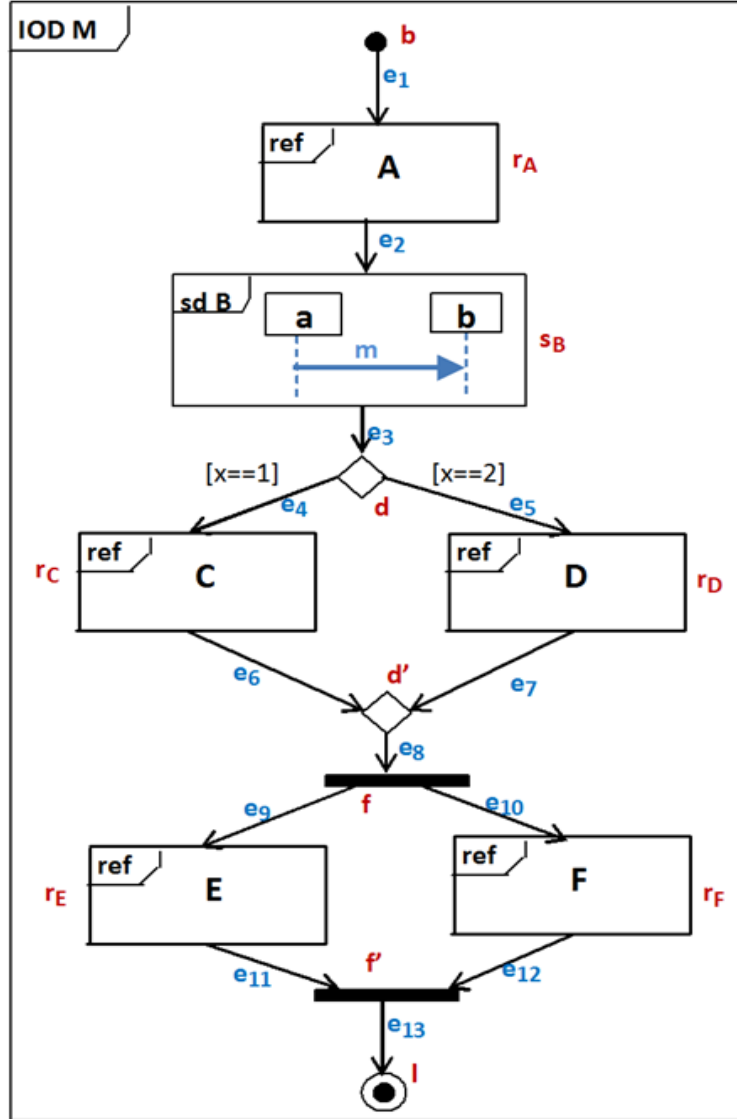 IOD M
b
e1
ref
A
rA
e2
sd B
a
b
m
sB
e3
[x==1]
[x==2]
e4
d
e5
rC
ref
C
ref
D
rD
e6
d’
e7
e8
e9
f
e10
rE
ref
E
ref
F
rF
e11
f’
e12
e13
l